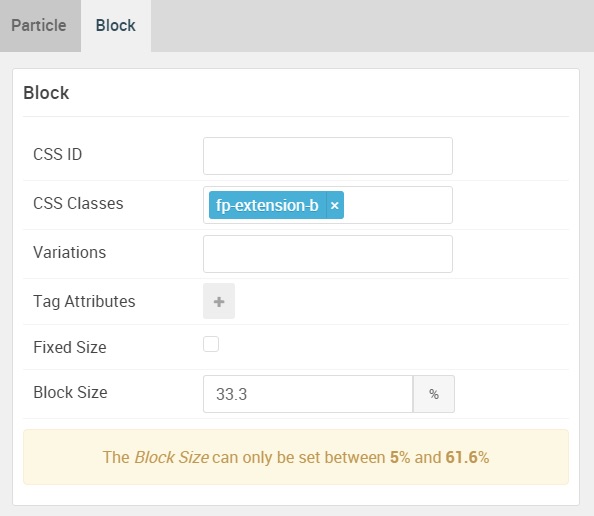 Particle Block
Block
CSS ID
CSS Classes fp-extension-b ×
Variations
Tag Attributes +
Fixed Size
Block Size 33.3 %
The Block Size can only be set between 5% and 61.6%